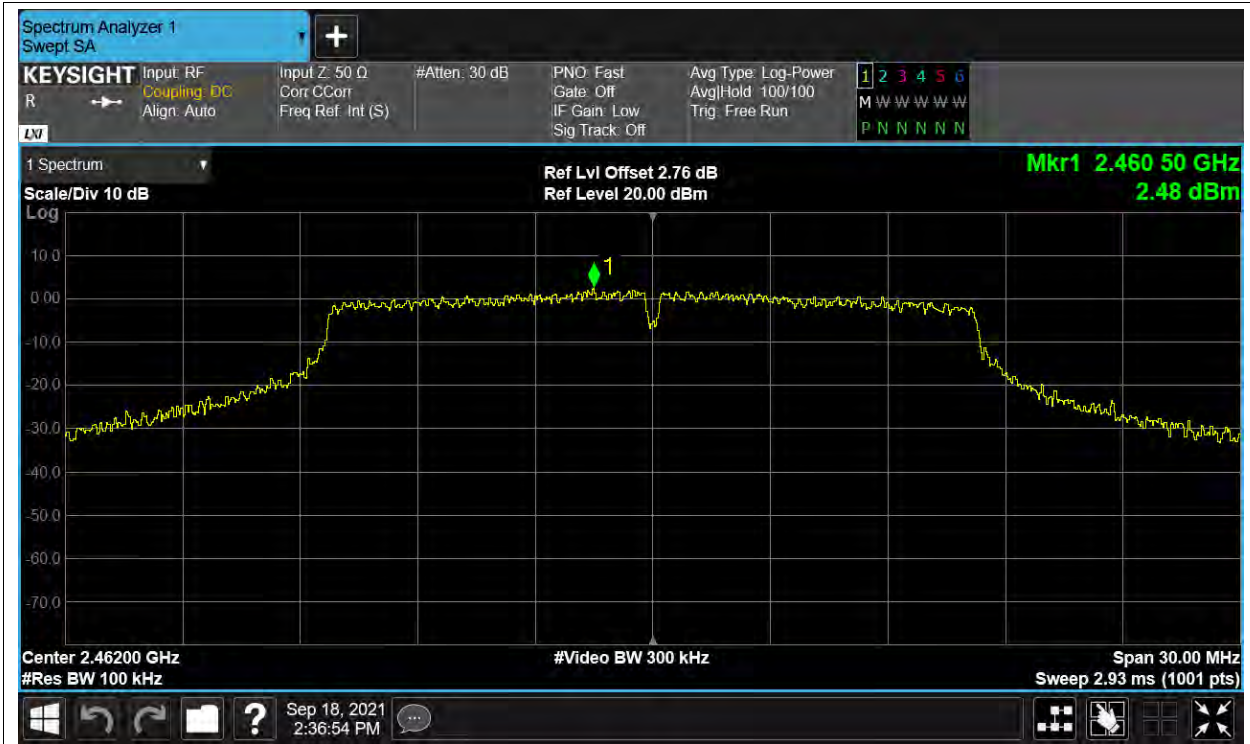 Spectrum Analyzer 1
Swept SA
KEYSIGHT
R
LXI
Input: RF
Coupling: DC
Align: Auto
Input Z: 50 Ω
Corr CCorr
Freq Ref: Int (S)
#Atten: 30 dB
PNO: Fast
Gate: Off
IF Gain: Low
Sig Track: Off
Avg Type: Log-Power
Avg|Hold: 100/100
Trig: Free Run
1 2 3 4 5 6
M W W W W W
P N N N N N
1 Spectrum
Scale/Div 10 dB
Log
Ref Lvl Offset 2.76 dB
Ref Level 20.00 dBm
Mkr1 2.460 50 GHz
2.48 dBm
10.0
0.00
-10.0
-20.0
-30.0
-40.0
-50.0
-60.0
-70.0
1
Center 2.46200 GHz
#Res BW 100 kHz
#Video BW 300 kHz
Span 30.00 MHz
Sweep 2.93 ms (1001 pts)
?
Sep 18, 2021
2:36:54 PM